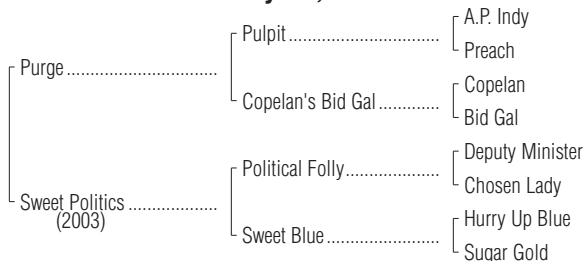 A.P. Indy
Pulpit
Preach
Purge
Copelan
Copelan's Bid Gal
Bid Gal
Deputy Minister
Political Folly
Chosen Lady
Sweet Politics
(2003)
Hurry Up Blue
Sweet Blue
Sugar Gold